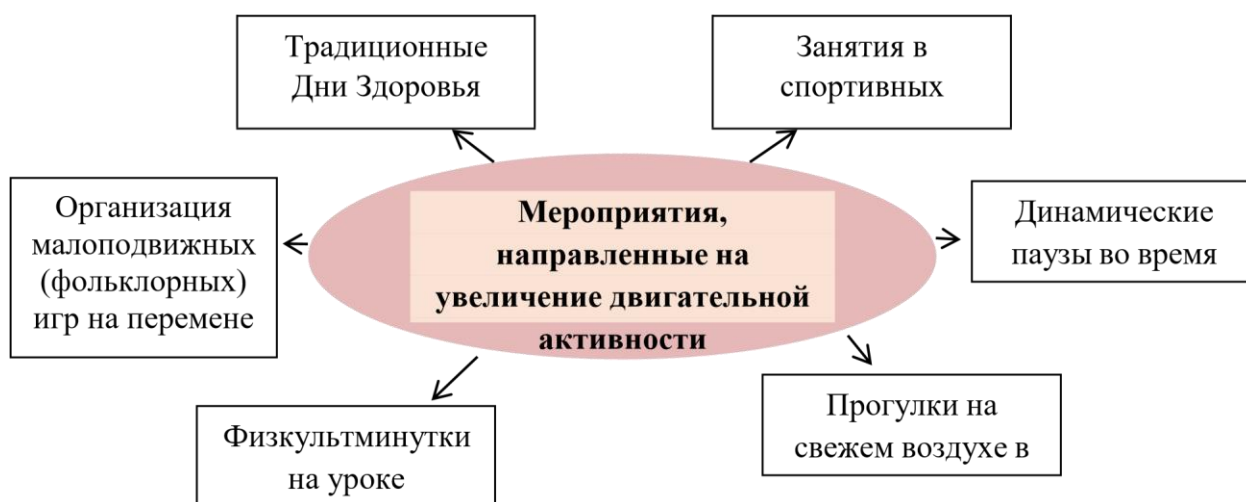 Традиционные
Дни Здоровья
Занятия в
спортивных
Организация
малоподвижных
(фольклорных)
игр на перемене
Мероприятия,
направленные на
увеличение двигательной
активности
Динамические
паузы во время
Физкультминутки
на уроке
Прогулки на
свежем воздухе в